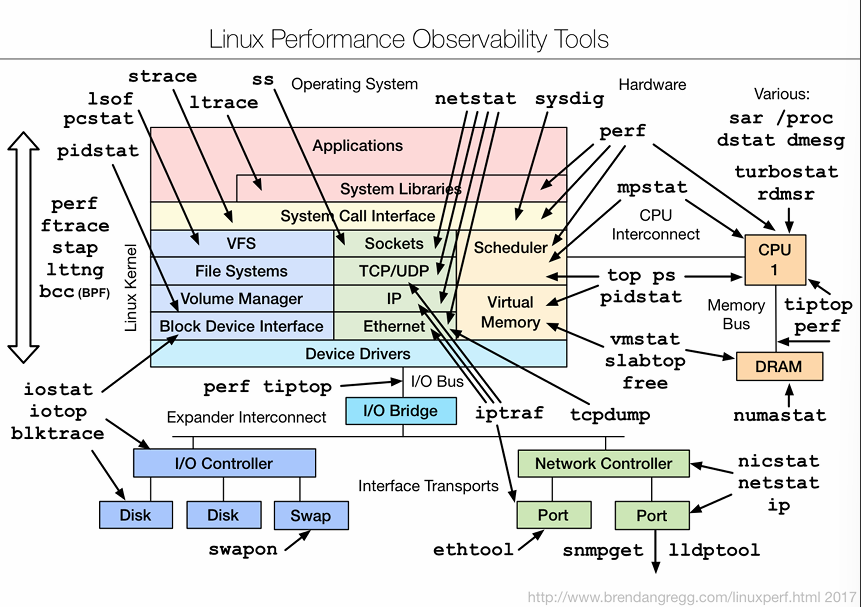 Linux Performance Observability Tools
strace
ss
Operating System
Hardware
Various:
lsof
pcstat
ltrace
netstat
sysdig
sar /proc
dstat dmesg
perf
pidstat
Applications
turbostat
rdmsr
System Libraries
mpstat
perf
ftrace
stap
lttng
bcc (BPF)
System Call Interface
CPU
Interconnect
Linux Kernel
VFS
Sockets
Scheduler
CPU
1
File Systems
TCP/UDP
top ps
pidstat
Volume Manager
IP
Virtual
Memory
Memory
Bus
tiptop
perf
Block Device Interface
Ethernet
vmstat
slabtop
free
Device Drivers
DRAM
iostat
iotop
blktrace
perf tiptop
I/O Bus
I/O Bridge
iptraf
tcpdump
numastat
Expander Interconnect
I/O Controller
Network Controller
nicstat
netstat
ip
Interface Transports
Disk
Disk
Swap
Port
Port
swapon
ethtool
snmpget
lldptool
http://www.brendangregg.com/linuxperf.html 2017